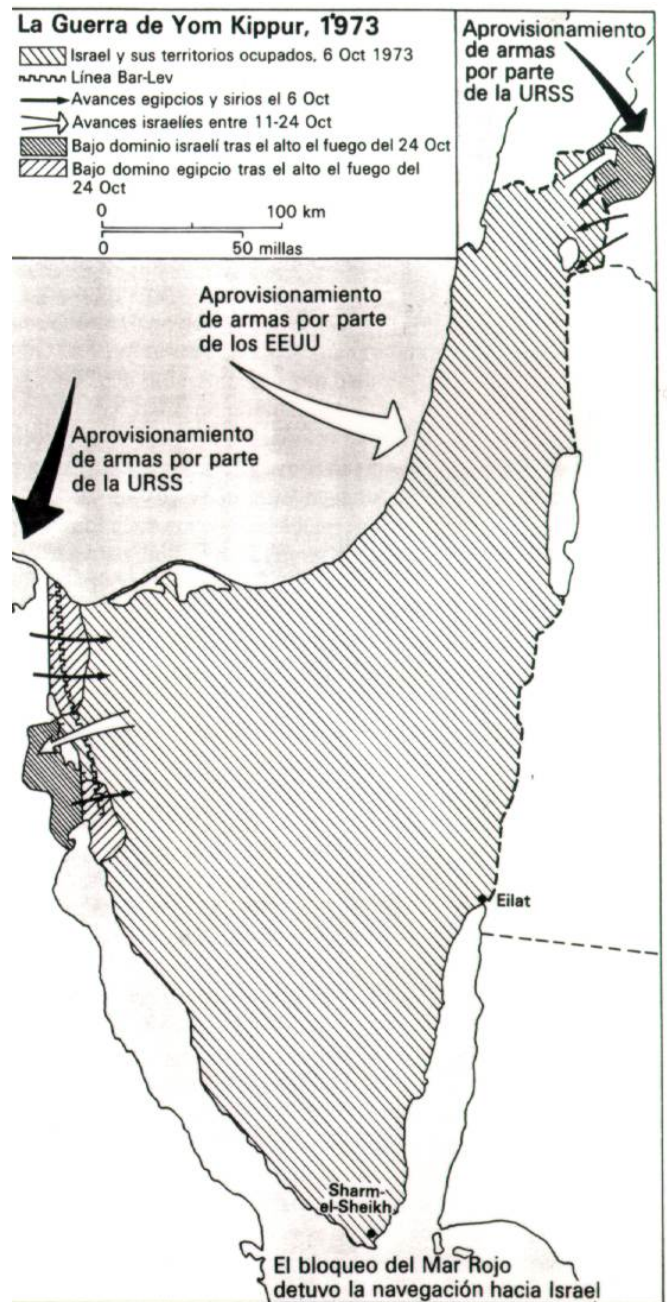 La Guerra de Yom Kippur, 1973
Israel y sus territorios ocupados, 6 Oct 1973
Línea Bar-Lev
Avances egipcios y sirios el 6 Oct
Avances israelíes entre 11-24 Oct
Bajo dominio israelí tras el alto el fuego del 24 Oct
Bajo domino egipcio tras el alto el fuego del
24 Oct
0 100 km
0 50 millas
Aprovisionamiento
de armas
por parte
de la URSS
Aprovisionamiento
de armas por parte
de los EEUU
Aprovisionamiento
de armas por parte
de la URSS
Eilat
Sharm-
el-Sheikh
El bloqueo del Mar Rojo
detuvo la navegación hacia Israel